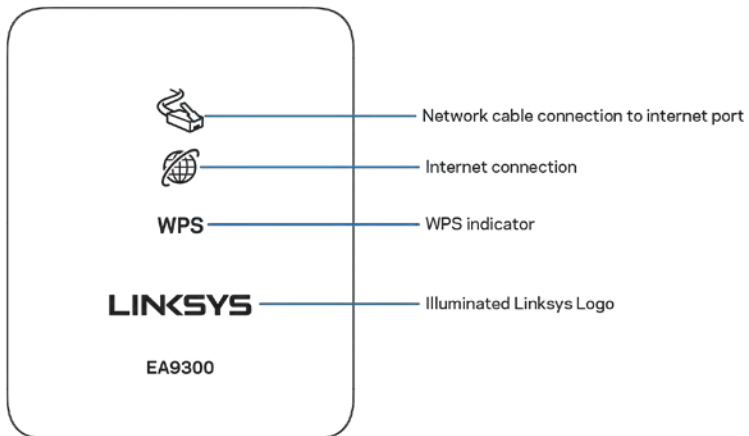 Network cable connection to internet port
Internet connection
WPS
WPS indicator
LINKSYS
Illuminated Linksys Logo
EA9300